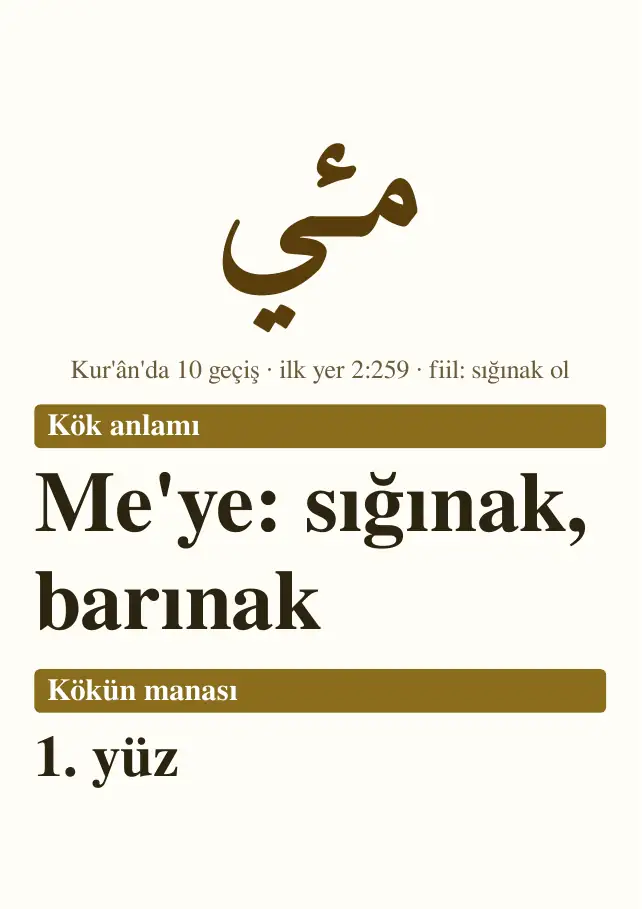 مئي
Kur'ân'da 10 geçiş · ilk yer 2:259 · fiil: sığınak ol
Kök anlamı
Me'ye: sığınak,
barınak
Kökün manası
1. yüz